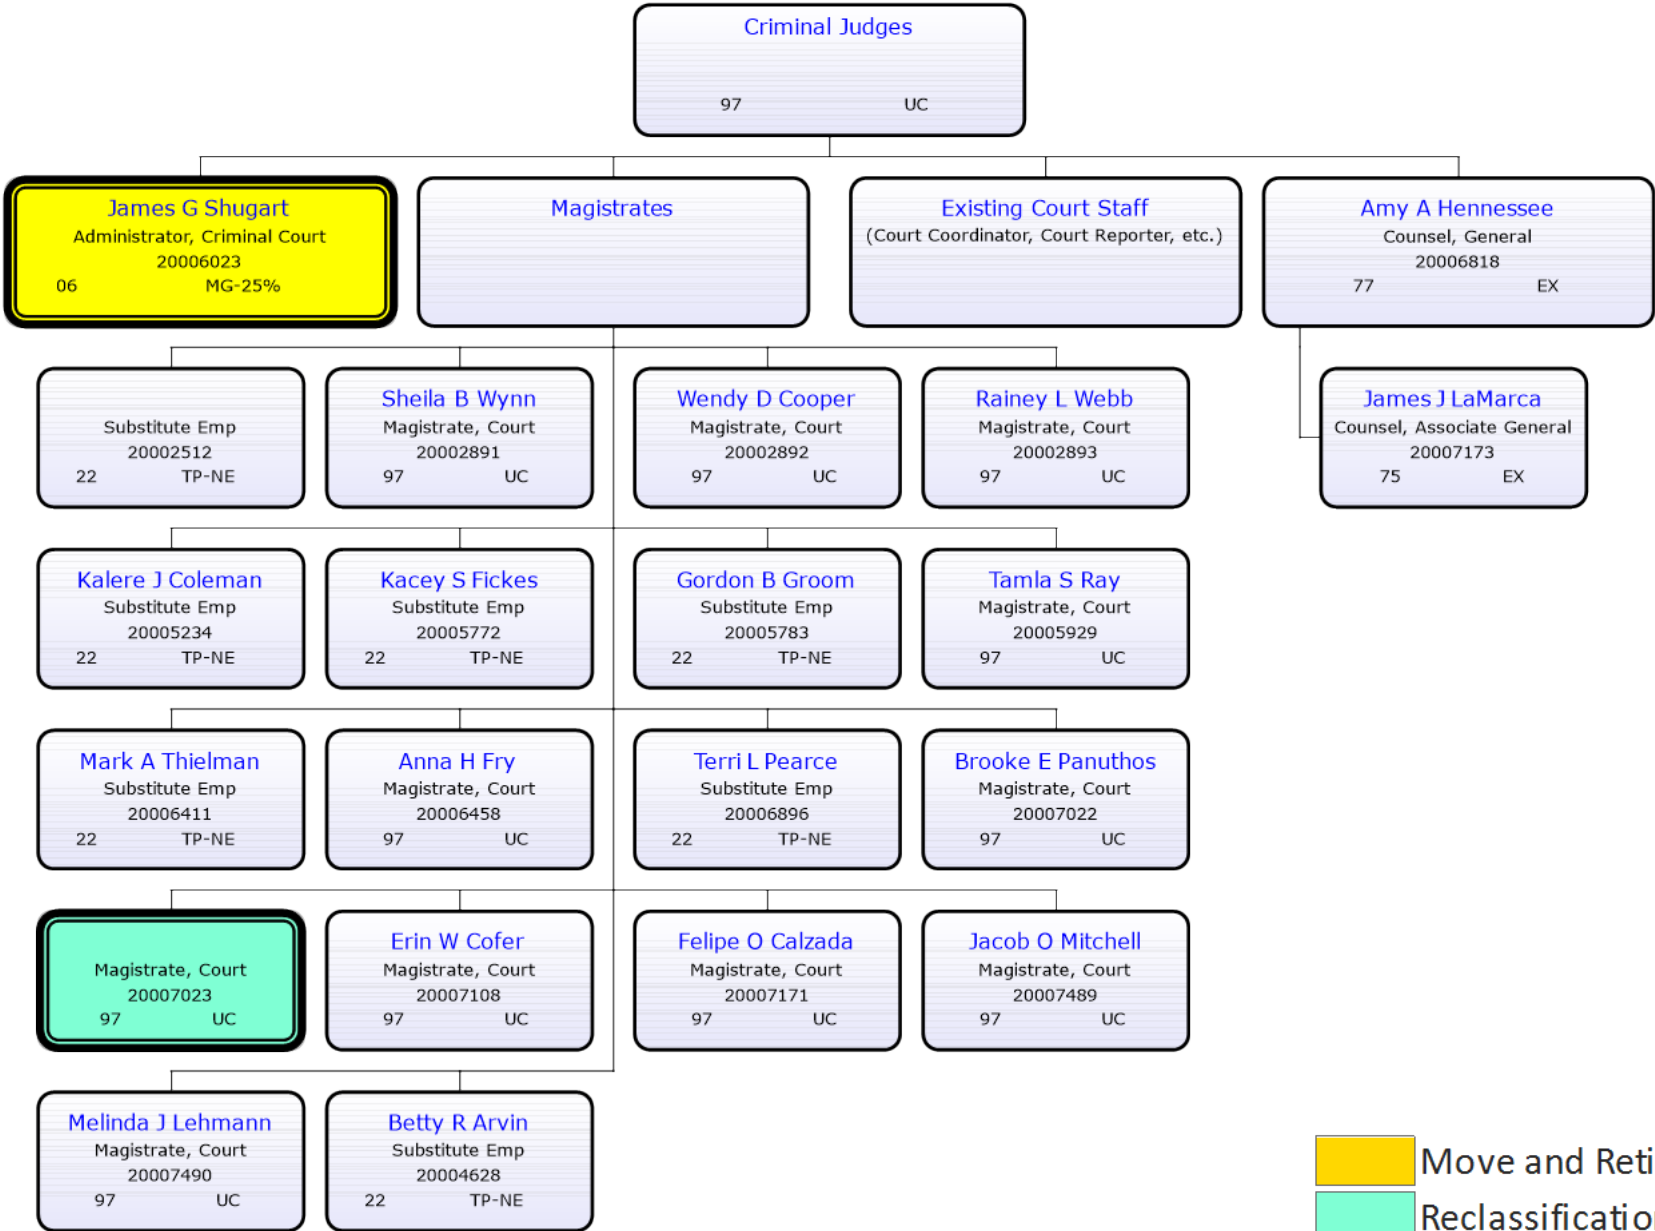 Criminal Judges
97 UC
James G Shugart
Administrator, Criminal Court
20006023
06 MG-25%
Magistrates
Existing Court Staff
(Court Coordinator, Court Reporter, etc.)
Amy A Hennessee
Counsel, General
20006818
77 EX
Substitute Emp
20002512
22 TP-NE
Sheila B Wynn
Magistrate, Court
20002891
97 UC
Wendy D Cooper
Magistrate, Court
20002892
97 UC
Rainey L Webb
Magistrate, Court
20002893
97 UC
James J LaMarca
Counsel, Associate General
20007173
75 EX
Kalere J Coleman
Substitute Emp
20005234
22 TP-NE
Kacey S Fickes
Substitute Emp
20005772
22 TP-NE
Gordon B Groom
Substitute Emp
20005783
22 TP-NE
Tamla S Ray
Magistrate, Court
20005929
97 UC
Mark A Thielman
Substitute Emp
20006411
22 TP-NE
Anna H Fry
Magistrate, Court
20006458
97 UC
Terri L Pearce
Substitute Emp
20006896
22 TP-NE
Brooke E Panuthos
Magistrate, Court
20007022
97 UC
Magistrate, Court
20007023
97 UC
Erin W Cofer
Magistrate, Court
20007108
97 UC
Felipe O Calzada
Magistrate, Court
20007171
97 UC
Jacob O Mitchell
Magistrate, Court
20007489
97 UC
Melinda J Lehmann
Magistrate, Court
20007490
97 UC
Betty R Arvin
Substitute Emp
20004628
22 TP-NE
Move and Reti
Reclassificatio